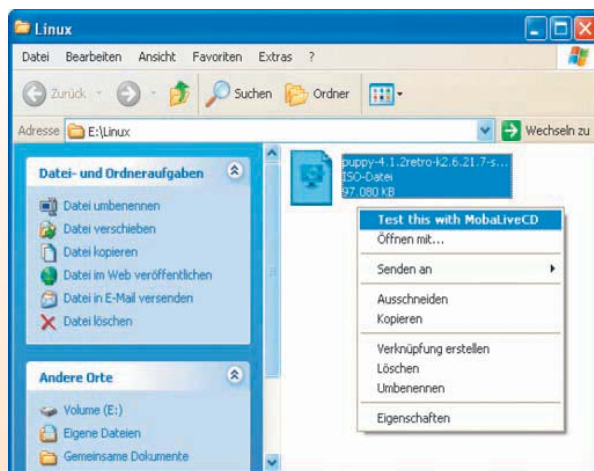 Linux
Datei Bearbeiten Ansicht Favoriten Extras ?
Zurück Suchen Ordner
Adresse E:\Linux Wechseln zu
Datei- und Ordneraufgaben
Datei umbenennen
Datei verschieben
Datei kopieren
Datei im Web veröffentlichen
Datei in E-Mail versenden
Datei löschen
Andere Orte
Volume (E:)
Eigene Dateien
Gemeinsame Dokumente
puppy-4.1.2retro-k2.6.21.7-s...
ISO-Datei
97.080 KB
Test this with MobaLiveCD
Öffnen mit...
Senden an
Ausschneiden
Kopieren
Verknüpfung erstellen
Löschen
Umbenennen
Eigenschaften